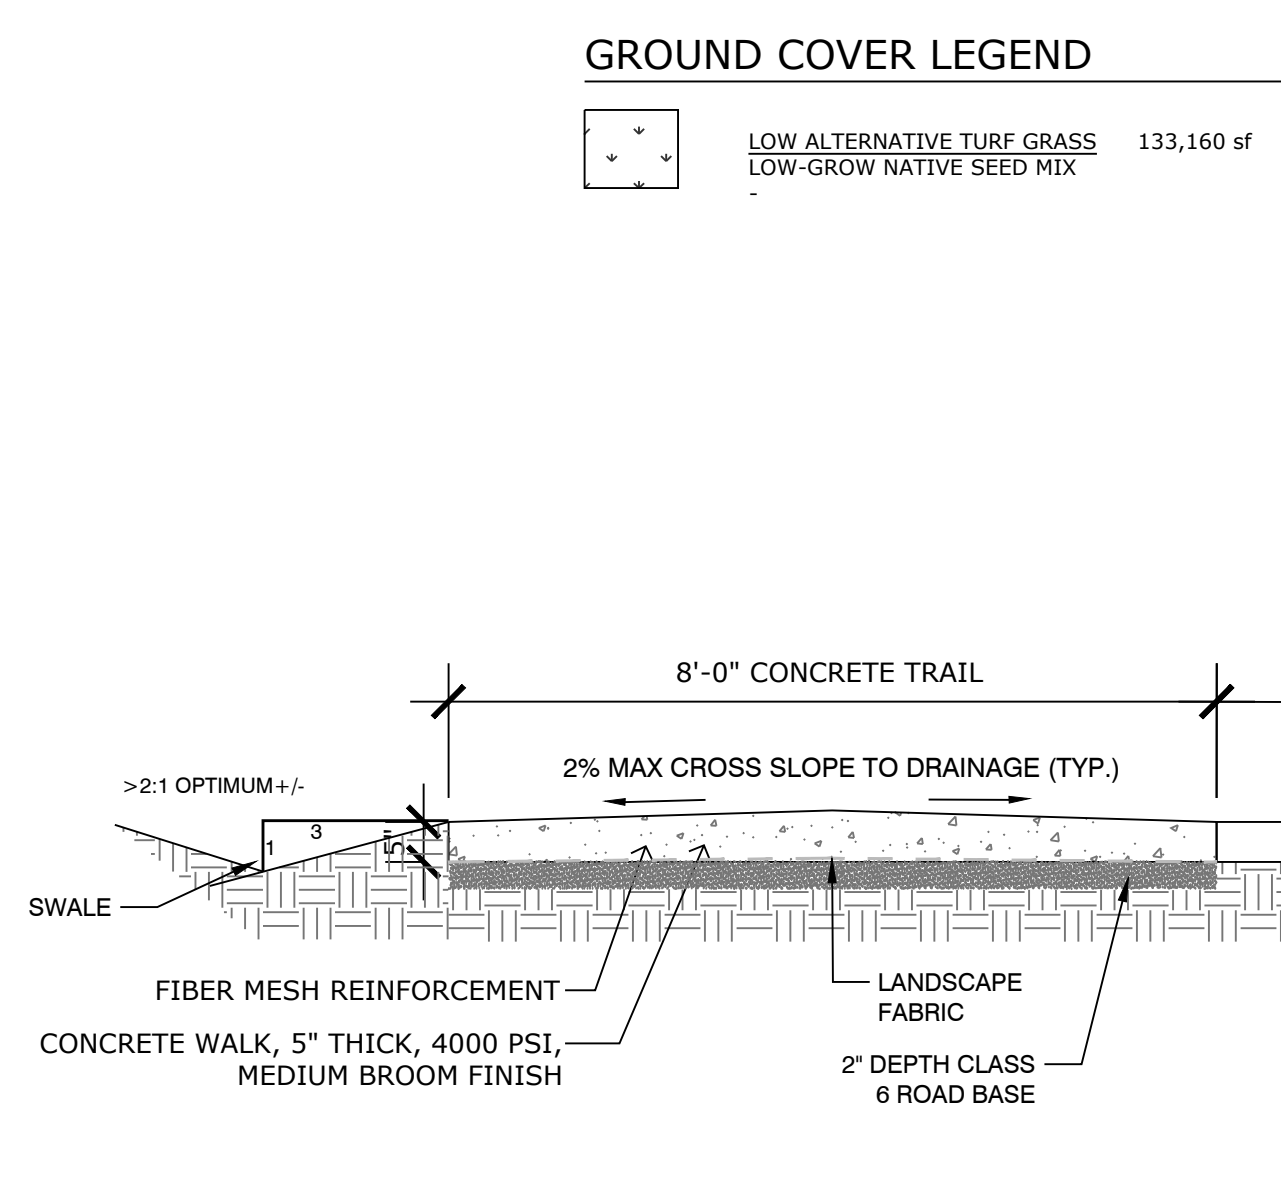 GROUND COVER LEGEND
LOW ALTERNATIVE TURF GRASS 133,160 sf
LOW-GROW NATIVE SEED MIX
-
8'-0" CONCRETE TRAIL
2% MAX CROSS SLOPE TO DRAINAGE (TYP.)
>2:1 OPTIMUM+/-
3
1
5"
SWALE
FIBER MESH REINFORCEMENT
CONCRETE WALK, 5" THICK, 4000 PSI,
MEDIUM BROOM FINISH
LANDSCAPE
FABRIC
2" DEPTH CLASS
6 ROAD BASE